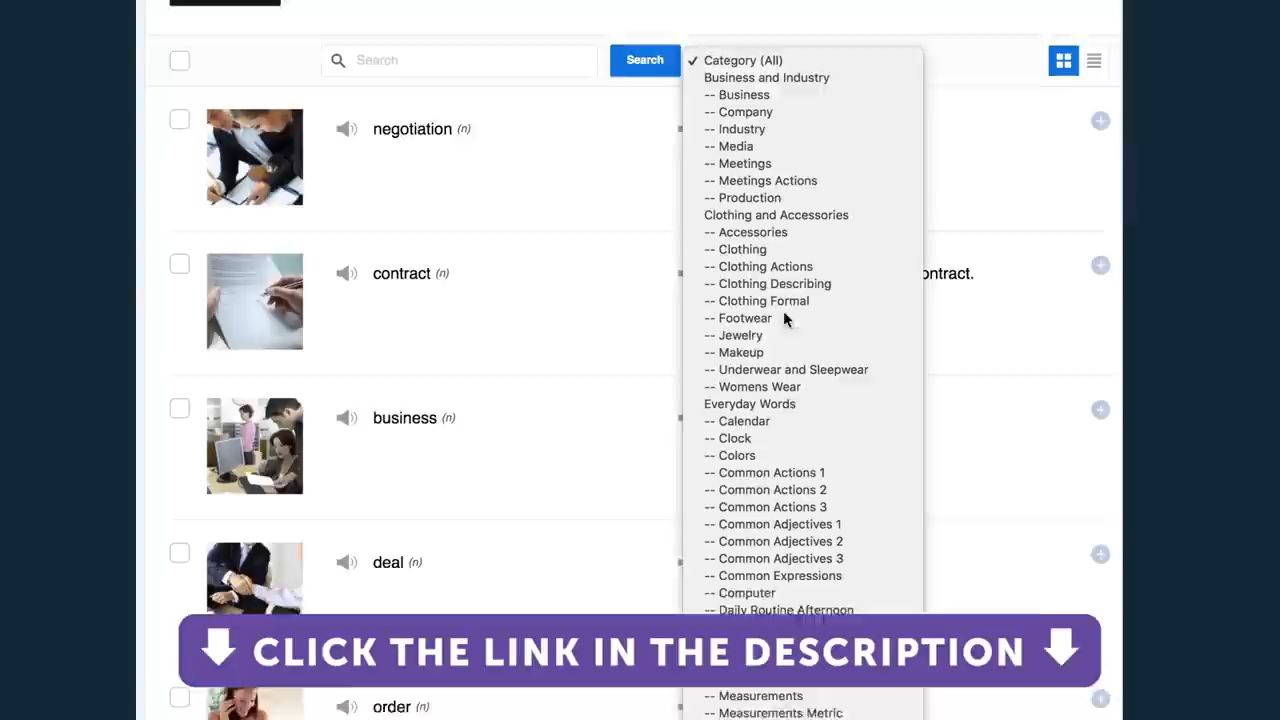 Search
Search
Category (All)
Business and Industry
-- Business
-- Company
-- Industry
-- Media
-- Meetings
-- Meetings Actions
-- Production
Clothing and Accessories
-- Accessories
-- Clothing
-- Clothing Actions
-- Clothing Describing
-- Clothing Formal
-- Footwear
-- Jewelry
-- Makeup
-- Underwear and Sleepwear
-- Womens Wear
Everyday Words
-- Calendar
-- Clock
-- Colors
-- Common Actions 1
-- Common Actions 2
-- Common Actions 3
-- Common Adjectives 1
-- Common Adjectives 2
-- Common Adjectives 3
-- Common Expressions
-- Computer
-- Daily Routine Afternoon
-- Measurements
-- Measurements Metric
negotiation (n)
contract (n)
ontract.
business (n)
deal (n)
CLICK THE LINK IN THE DESCRIPTION
order (n)